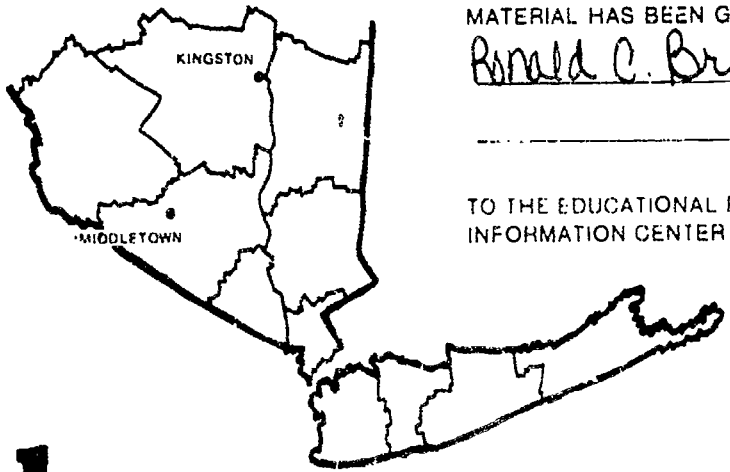 MATERIAL HAS BEEN G
Ronald C. Br
TO THE EDUCATIONAL
INFORMATION CENTER
KINGSTON
MIDDLETOWN